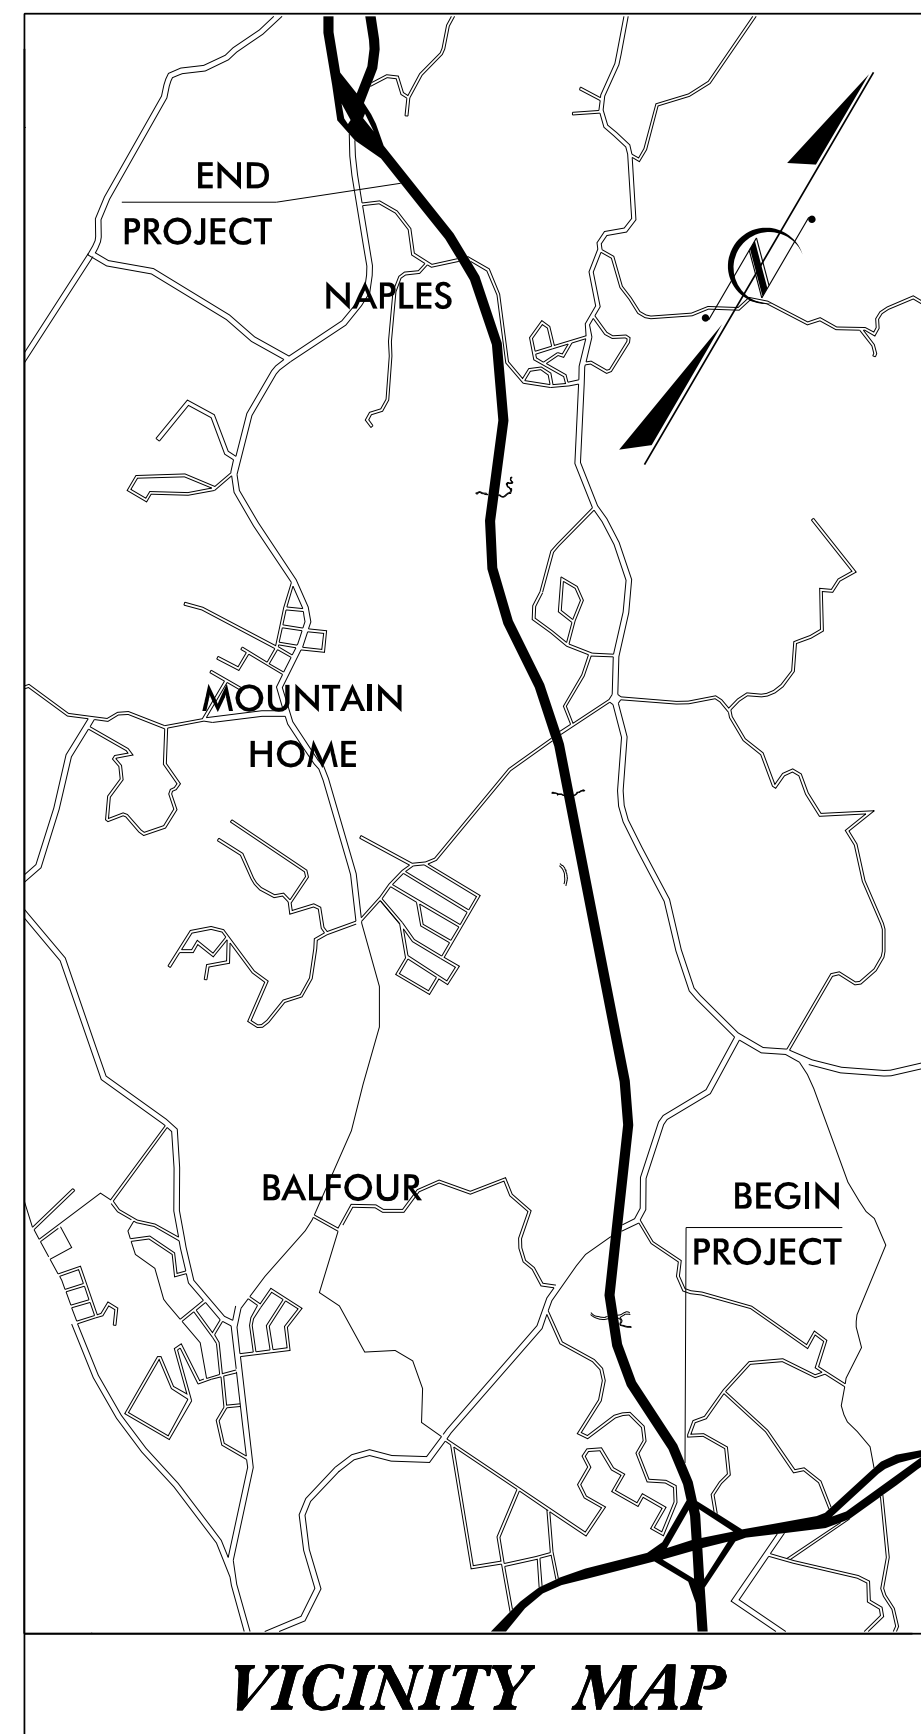 END
PROJECT
NAPLES
MOUNTAIN
HOME
BALFOUR
BEGIN
PROJECT
VICINITY MAP